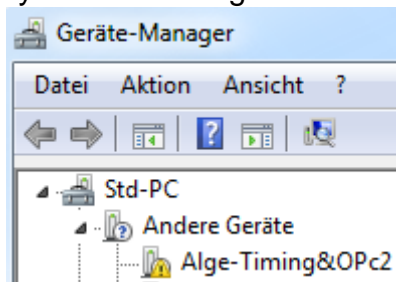 Geräte-Manager
Datei Aktion Ansicht ?
Std-PC
Andere Geräte
Alge-Timing&OPc2